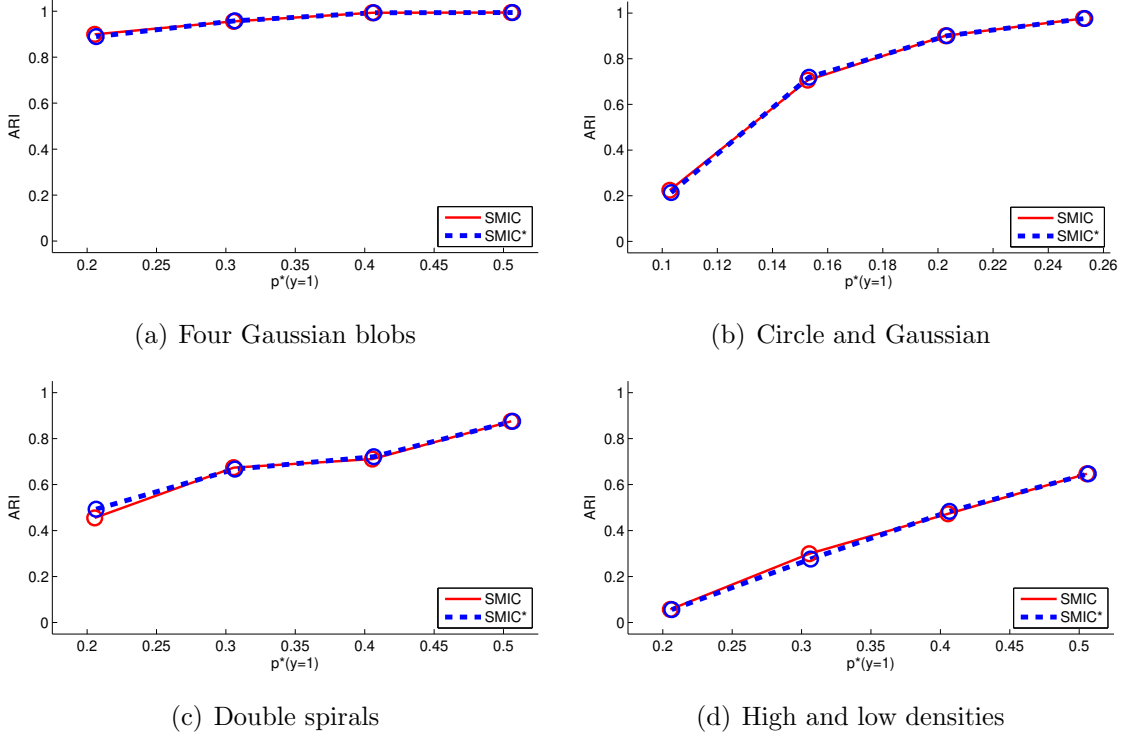 1
0.8
0.6
0.4
0.2
0
ARI
0.2 0.25 0.3 0.35 0.4 0.45 0.5
p*(y=1)
SMIC
SMIC*
(a) Four Gaussian blobs
1
0.8
0.6
0.4
0.2
0
ARI
0.1 0.12 0.14 0.16 0.18 0.2 0.22 0.24 0.26
p*(y=1)
SMIC
SMIC*
(b) Circle and Gaussian
1
0.8
0.6
0.4
0.2
0
ARI
0.2 0.25 0.3 0.35 0.4 0.45 0.5
p*(y=1)
SMIC
SMIC*
(c) Double spirals
1
0.8
0.6
0.4
0.2
0
ARI
0.2 0.25 0.3 0.35 0.4 0.45 0.5
p*(y=1)
SMIC
SMIC*
(d) High and low densities